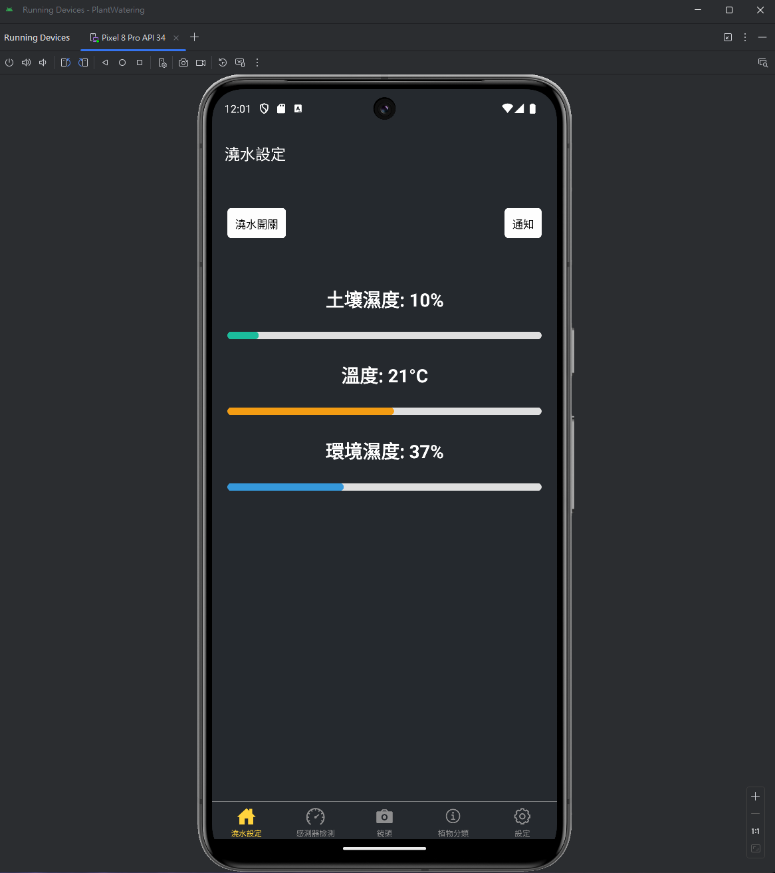 Running Devices - PlantWatering
Running Devices
Pixel 8 Pro API 34
12:01
A
澆水設定
澆水開關
通知
土壤濕度: 10%
溫度: 21°C
環境濕度: 37%
澆水設定
感測器檢測
鏡頭
植物分類
設定
1:1